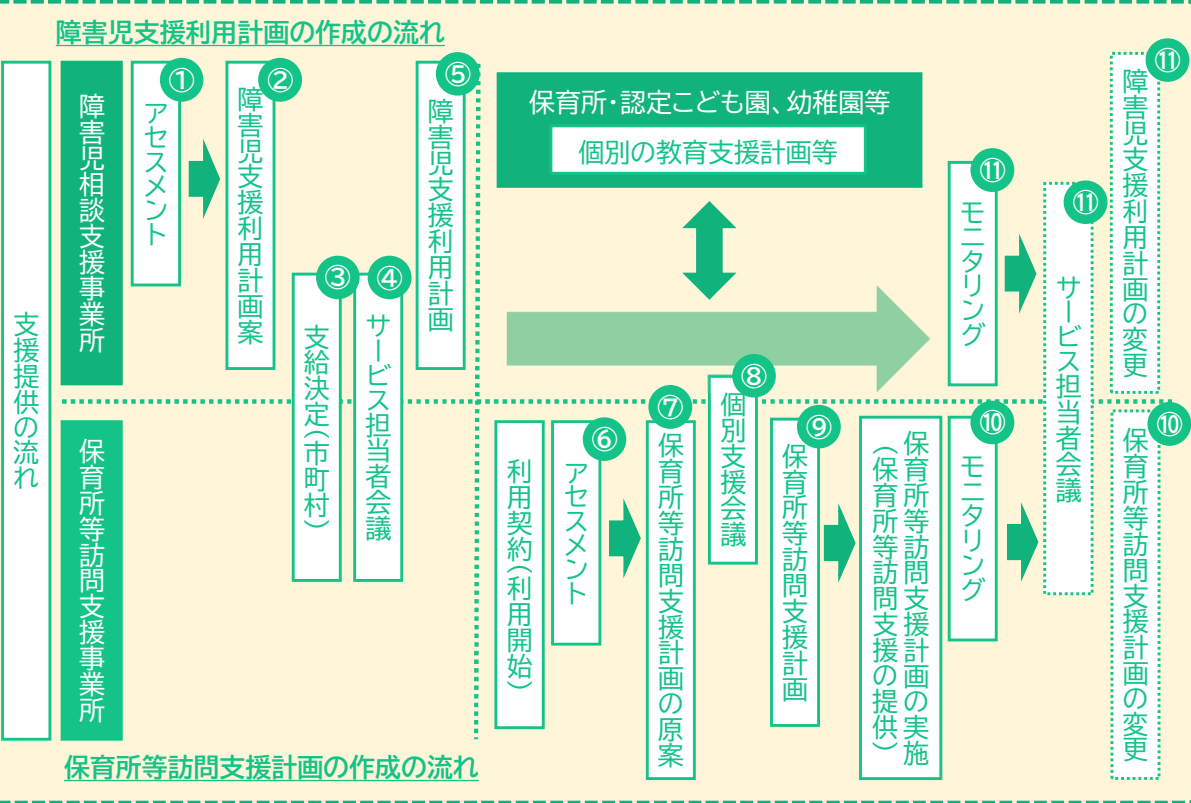 障害児支援利用計画の作成の流れ
支援提供の流れ
障害児相談支援事業所
①
アセスメント
②
障害児支援利用計画案
③
支給決定(市町村)
④
サービス担当者会議
⑤
障害児支援利用計画
保育所・認定こども園、幼稚園等
個別の教育支援計画等
⑪
モニタリング
⑪
サービス担当者会議
⑪
障害児支援利用計画の変更
保育所等訪問支援事業所
利用契約(利用開始)
⑥
アセスメント
⑦
保育所等訪問支援計画の原案
⑧
個別支援会議
⑨
保育所等訪問支援計画
保育所等訪問支援計画の実施
(保育所等訪問支援の提供)
⑩
モニタリング
⑩
保育所等訪問支援計画の変更
保育所等訪問支援計画の作成の流れ